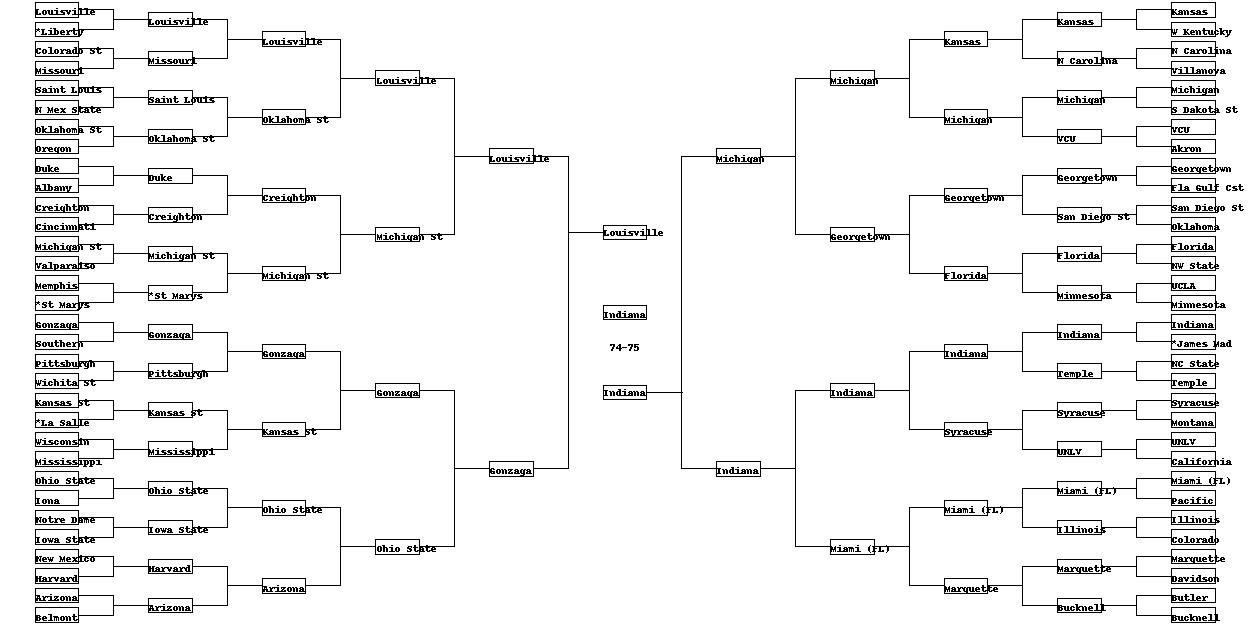 Louisville
*Liberty
Colorado St
Missouri
Saint Louis
N Mex State
Oklahoma St
Oregon
Duke
Albany
Creighton
Cincinnati
Michigan St
Valparaiso
Memphis
*St Marys
Gonzaga
Southern
Pittsburgh
Wichita St
Kansas St
*La Salle
Wisconsin
Mississippi
Ohio State
Iona
Notre Dame
Iowa State
New Mexico
Harvard
Arizona
Belmont
Louisville
Missouri
Saint Louis
Oklahoma St
Duke
Creighton
Michigan St
*St Marys
Gonzaga
Pittsburgh
Kansas St
Mississippi
Ohio State
Iowa State
Harvard
Arizona
Louisville
Oklahoma St
Creighton
Michigan St
Gonzaga
Kansas St
Ohio State
Arizona
Louisville
Michigan St
Gonzaga
Ohio State
Louisville
Gonzaga
Louisville
Indiana
74-75
Indiana
Michigan
Indiana
Michigan
Georgetown
Indiana
Miami (FL)
Kansas
Michigan
Georgetown
Florida
Indiana
Syracuse
Miami (FL)
Marquette
Kansas
N Carolina
Michigan
VCU
Georgetown
San Diego St
Florida
Minnesota
Indiana
Temple
Syracuse
UNLV
Miami (FL)
Illinois
Marquette
Bucknell
Kansas
W Kentucky
N Carolina
Villanova
Michigan
S Dakota St
VCU
Akron
Georgetown
Fla Gulf Cst
San Diego St
Oklahoma
Florida
NW State
UCLA
Minnesota
Indiana
*James Mad
NC State
Temple
Syracuse
Montana
UNLV
California
Miami (FL)
Pacific
Illinois
Colorado
Marquette
Davidson
Butler
Bucknell